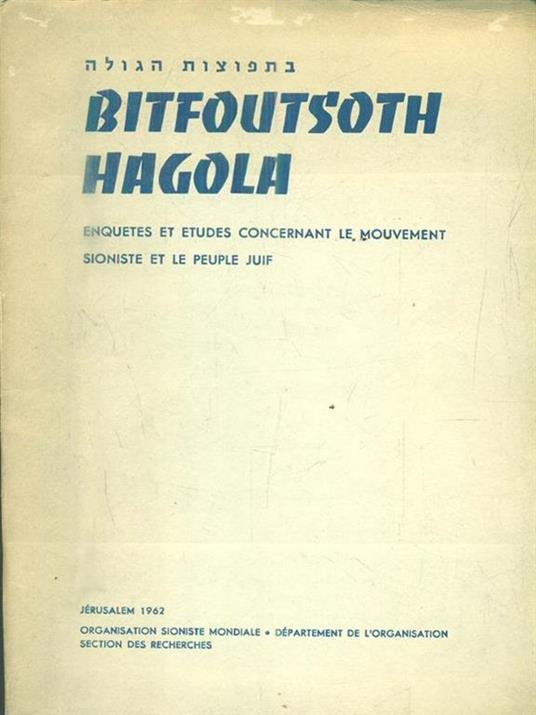 בתפוצות הגולה
BITFOUTSOTH
HAGOLA
ENQUETES ET ETUDES CONCERNANT LE MOUVEMENT
SIONISTE ET LE PEUPLE JUIF
JÉRUSALEM 1962
ORGANISATION SIONISTE MONDIALE • DÉPARTEMENT DE L'ORGANISATION
SECTION DES RECHERCHES